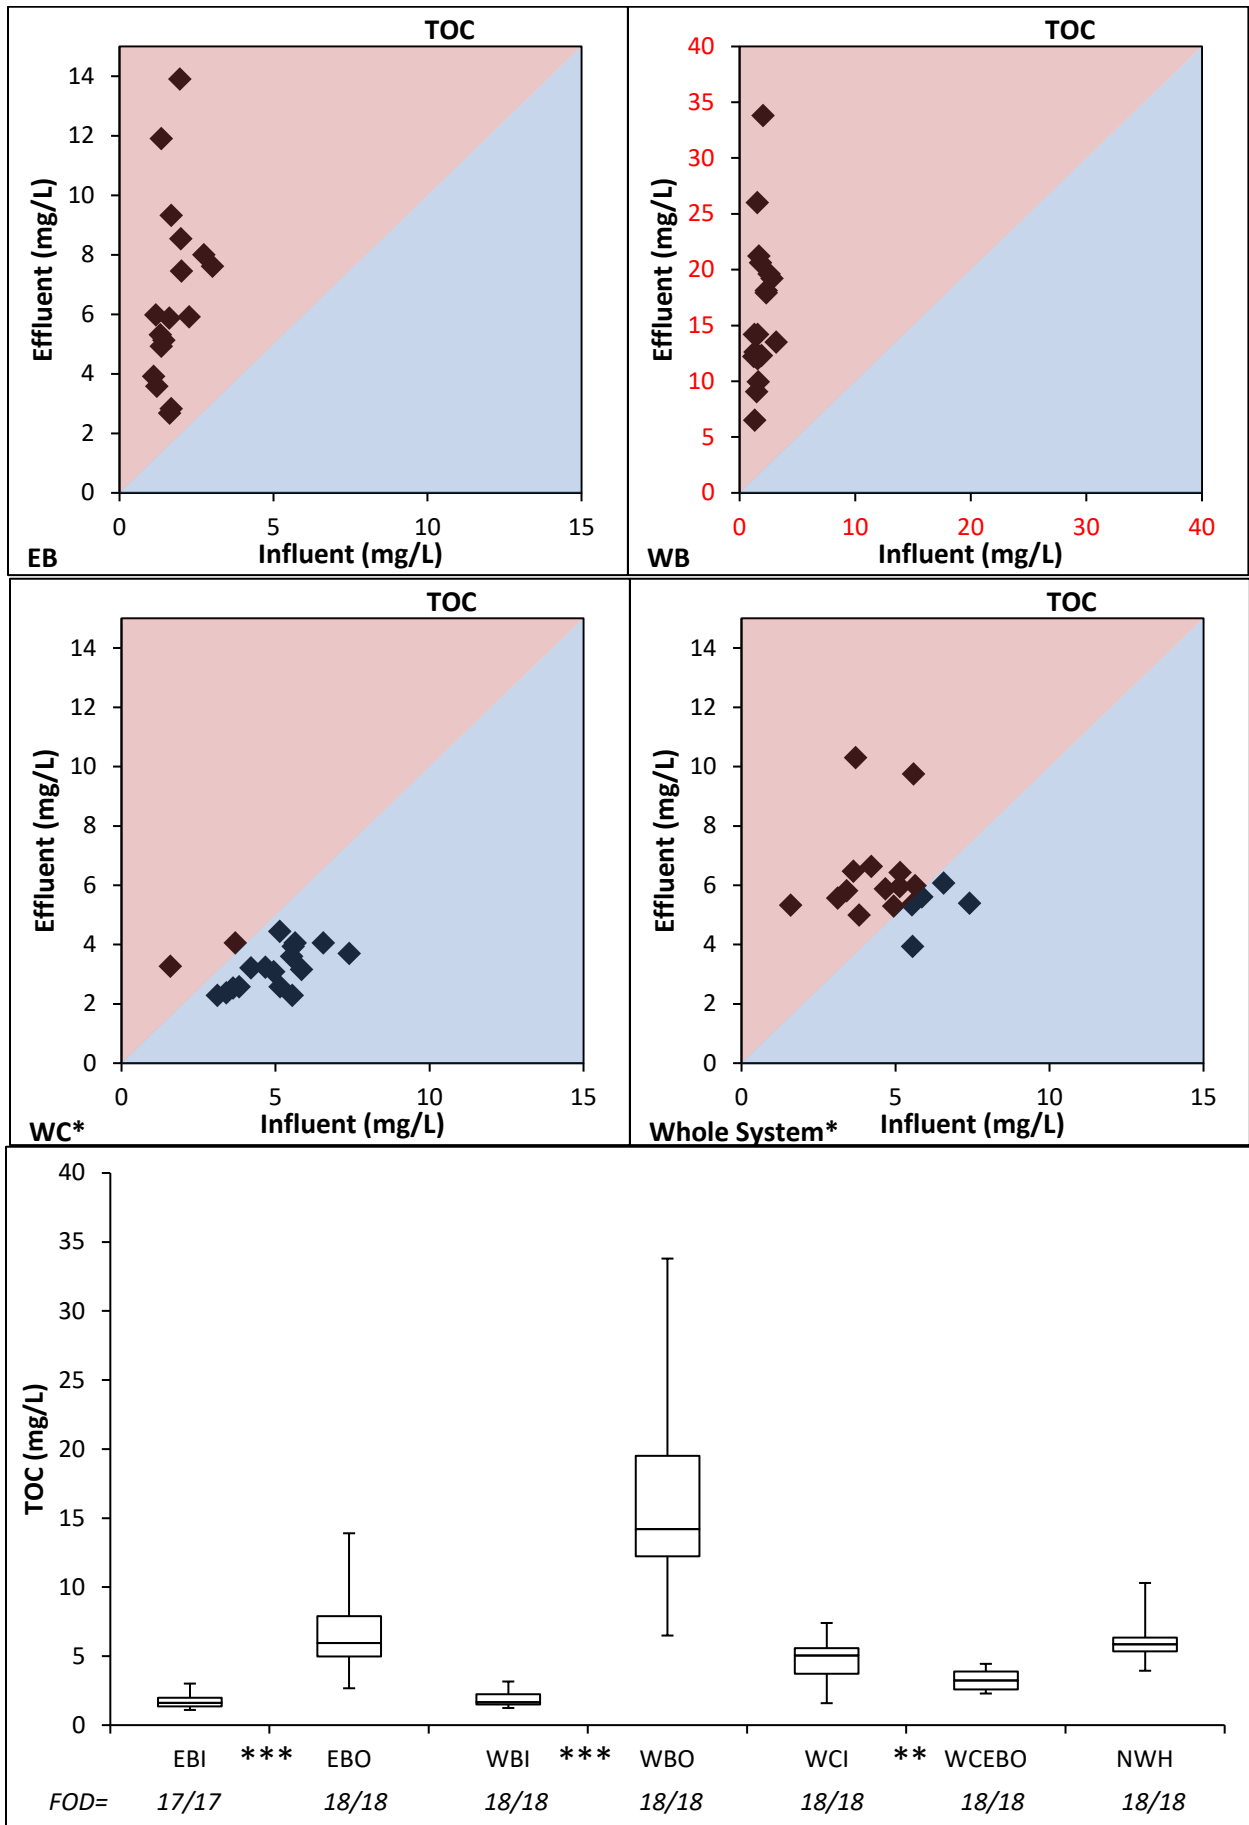 TOC
14
12
10
8
6
4
2
0
Effluent (mg/L)
0 5 10 15
Influent (mg/L)
EB
TOC
40
35
30
25
20
15
10
5
0
Effluent (mg/L)
0 10 20 30 40
Influent (mg/L)
WB
TOC
14
12
10
8
6
4
2
0
Effluent (mg/L)
0 5 10 15
Influent (mg/L)
WC*
TOC
14
12
10
8
6
4
2
0
Effluent (mg/L)
0 5 10 15
Influent (mg/L)
Whole System*
40
35
30
25
20
15
10
5
0
TOC (mg/L)
EBI *** EBO WBI *** WBO WCI ** WCEBO NWH
FOD= 17/17 18/18 18/18 18/18 18/18 18/18 18/18